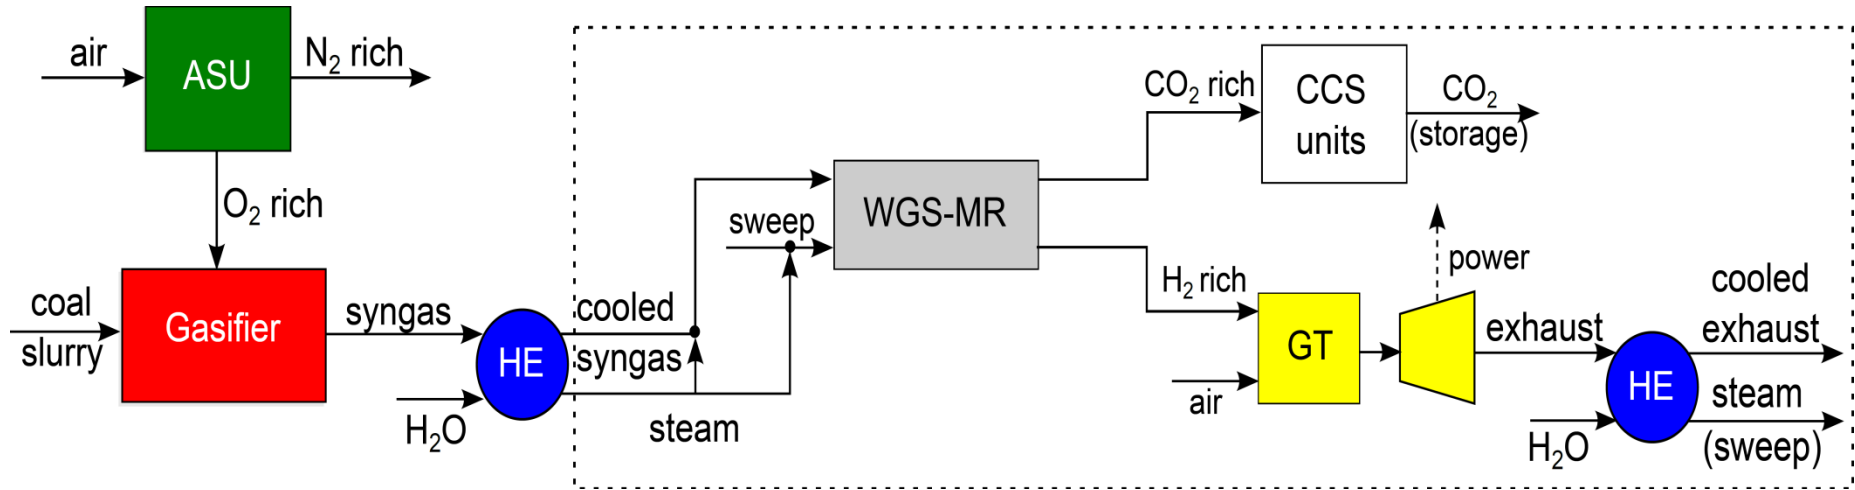 air
ASU
N₂ rich
O₂ rich
coal
slurry
Gasifier
syngas
HE
H₂O
cooled
syngas
steam
sweep
WGS-MR
CO₂ rich
CCS
units
CO₂
(storage)
H₂ rich
air
GT
power
exhaust
HE
H₂O
cooled
exhaust
steam
(sweep)